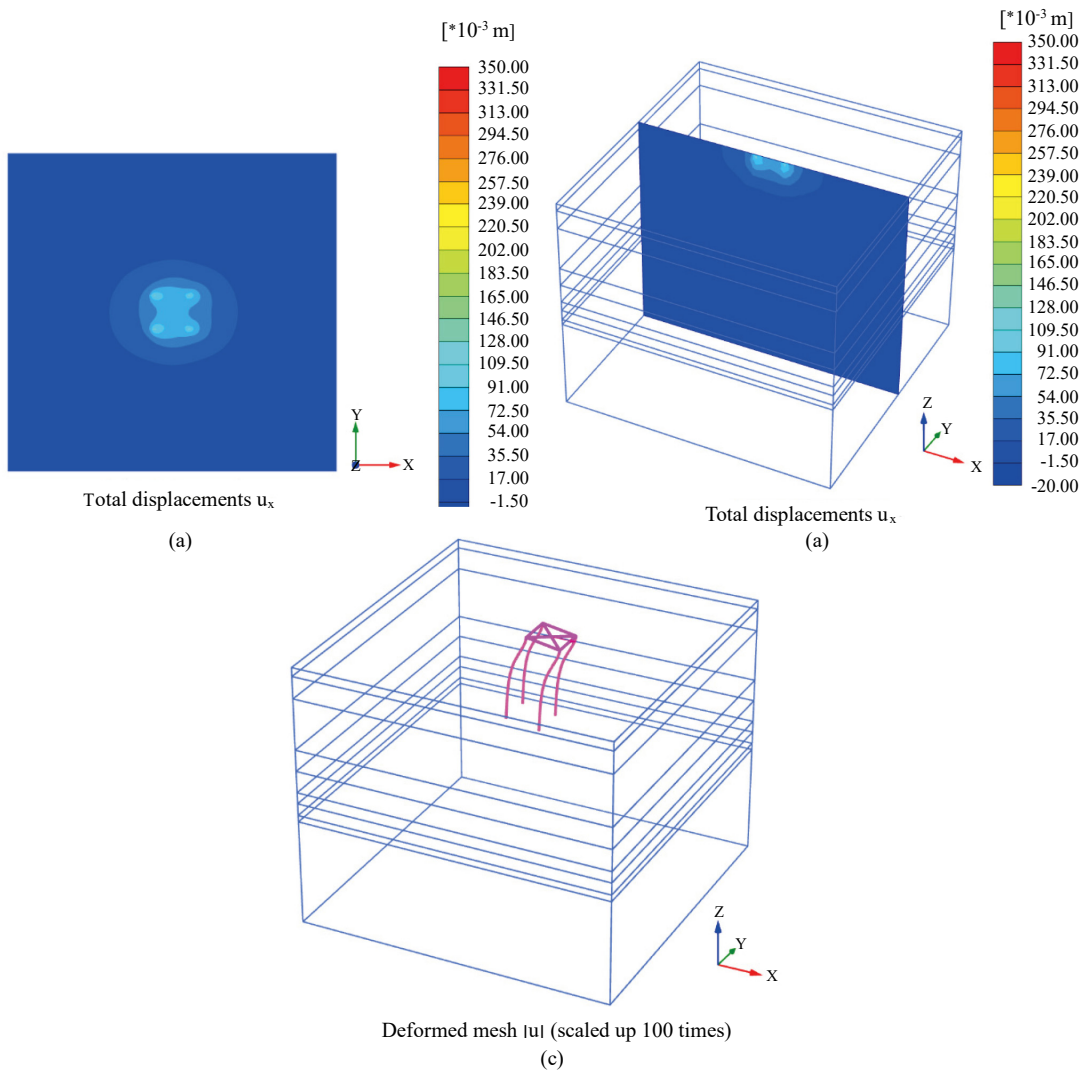 [*10-3 m]
350.00
331.50
313.00
294.50
276.00
257.50
239.00
220.50
202.00
183.50
165.00
146.50
128.00
109.50
91.00
72.50
54.00
35.50
17.00
-1.50
Y
Z
X
Total displacements ux
(a)
[*10-3 m]
350.00
331.50
313.00
294.50
276.00
257.50
239.00
220.50
202.00
183.50
165.00
146.50
128.00
109.50
91.00
72.50
54.00
35.50
17.00
-1.50
-20.00
Z
Y
X
Total displacements ux
(a)
Z
Y
X
Deformed mesh |u| (scaled up 100 times)
(c)